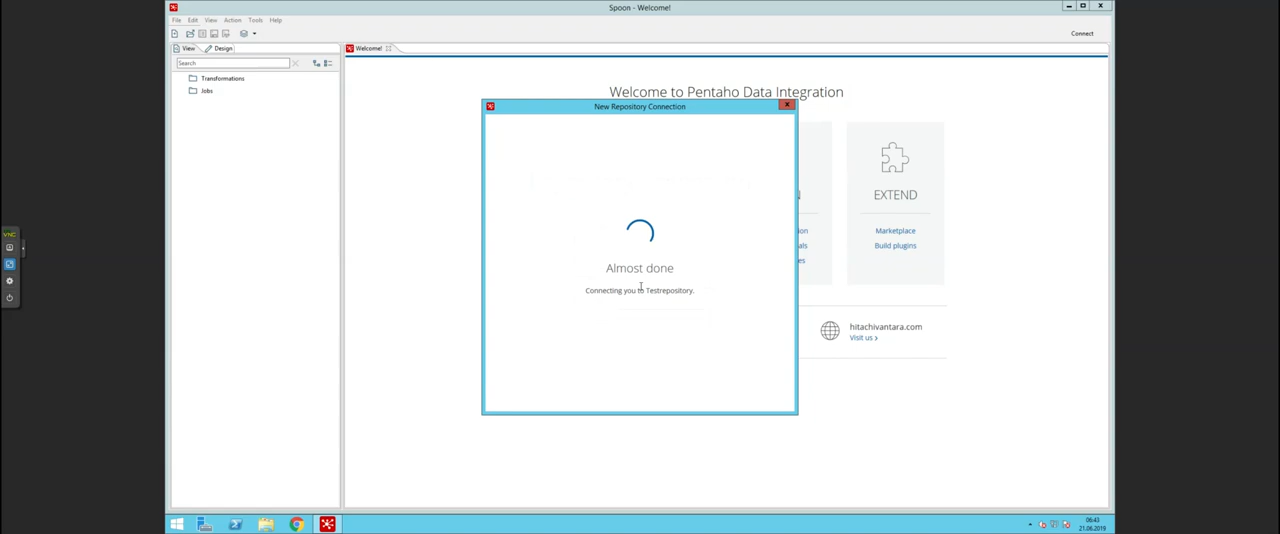 Spoon - Welcome!
File Edit View Action Tools Help
Connect
View Design
Welcome!
Search
Transformations
Jobs
Welcome to Pentaho Data Integration
New Repository Connection
EXTEND
Marketplace
Build plugins
Almost done
Connecting you to Testrepository.
hitachivantara.com
Visit us >
VNC
06:43
21.06.2019